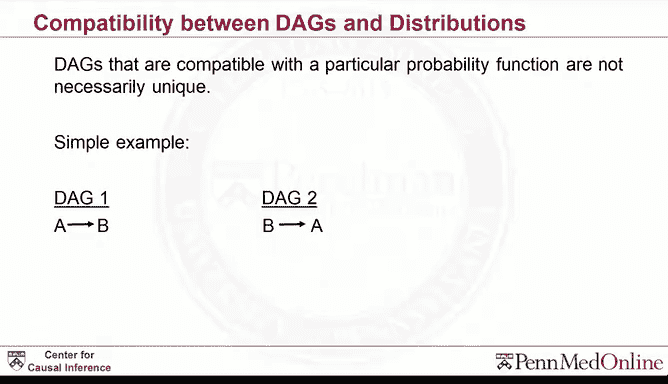 Compatibility between DAGs and Distributions
DAGs that are compatible with a particular probability function are not
necessarily unique.
Simple example:
DAG 1 DAG 2
A→B B→A
Center for
Causal Inference
PennMedOnline